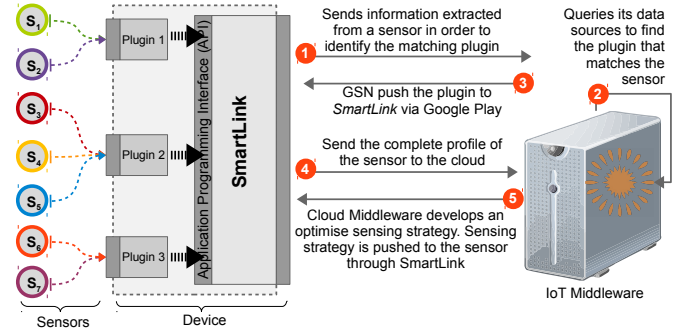 S1
S2
S3
S4
S5
S6
S7
Sensors
Plugin 1
Plugin 2
Plugin 3
Application Programming Interface (API)
SmartLink
Device
Sends information extracted
from a sensor in order to
identify the matching plugin
1
3
GSN push the plugin to
SmartLink via Google Play
Send the complete profile of
the sensor to the cloud
4
5
Cloud Middleware develops an
optimise sensing strategy. Sensing
strategy is pushed to the sensor
through SmartLink
Queries its data
sources to find
the plugin that
matches the
sensor
2
IoT Middleware